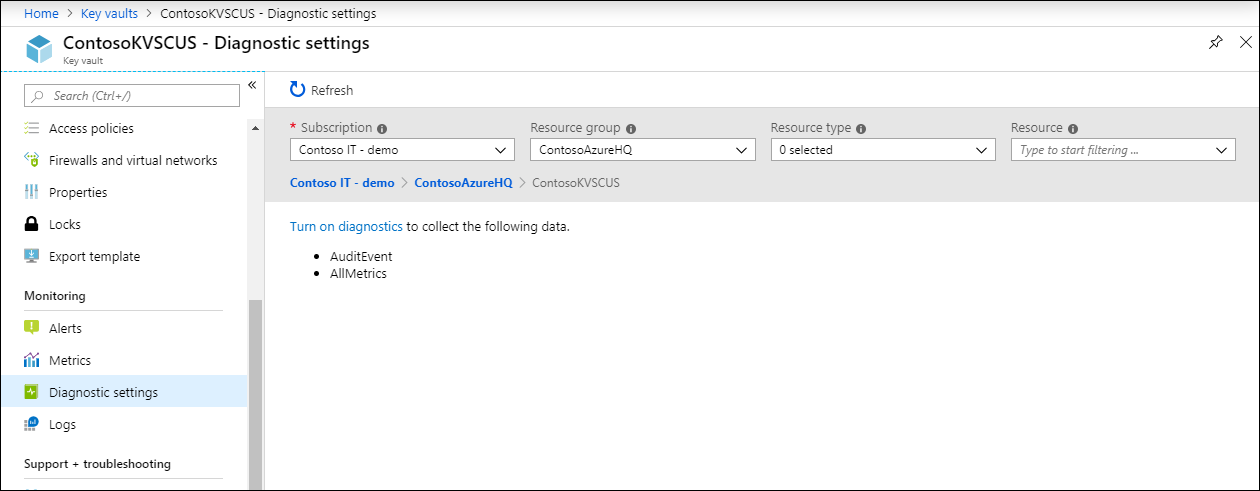 Home > Key vaults > ContosoKVSCUS - Diagnostic settings
ContosoKVSCUS - Diagnostic settings
Key vault
Search (Ctrl+/)
«
Access policies
Firewalls and virtual networks
Properties
Locks
Export template
Monitoring
Alerts
Metrics
Diagnostic settings
Logs
Support + troubleshooting
Refresh
* Subscription
Resource group
Resource type
Resource
Contoso IT - demo
ContosoAzureHQ
0 selected
Type to start filtering ...
Contoso IT - demo > ContosoAzureHQ > ContosoKVSCUS
Turn on diagnostics to collect the following data.
• AuditEvent
• AllMetrics